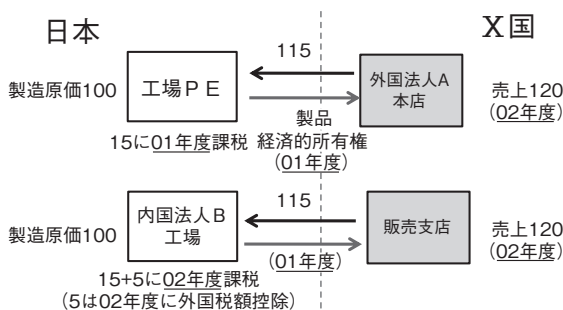 日本
X国
115
製造原価100
工場PE
外国法人A
本店
売上120
(02年度)
製品
15に01年度課税
経済的所有権
(01年度)
115
製造原価100
内国法人B
工場
販売支店
売上120
(02年度)
(01年度)
15+5に02年度課税
(5は02年度に外国税額控除)